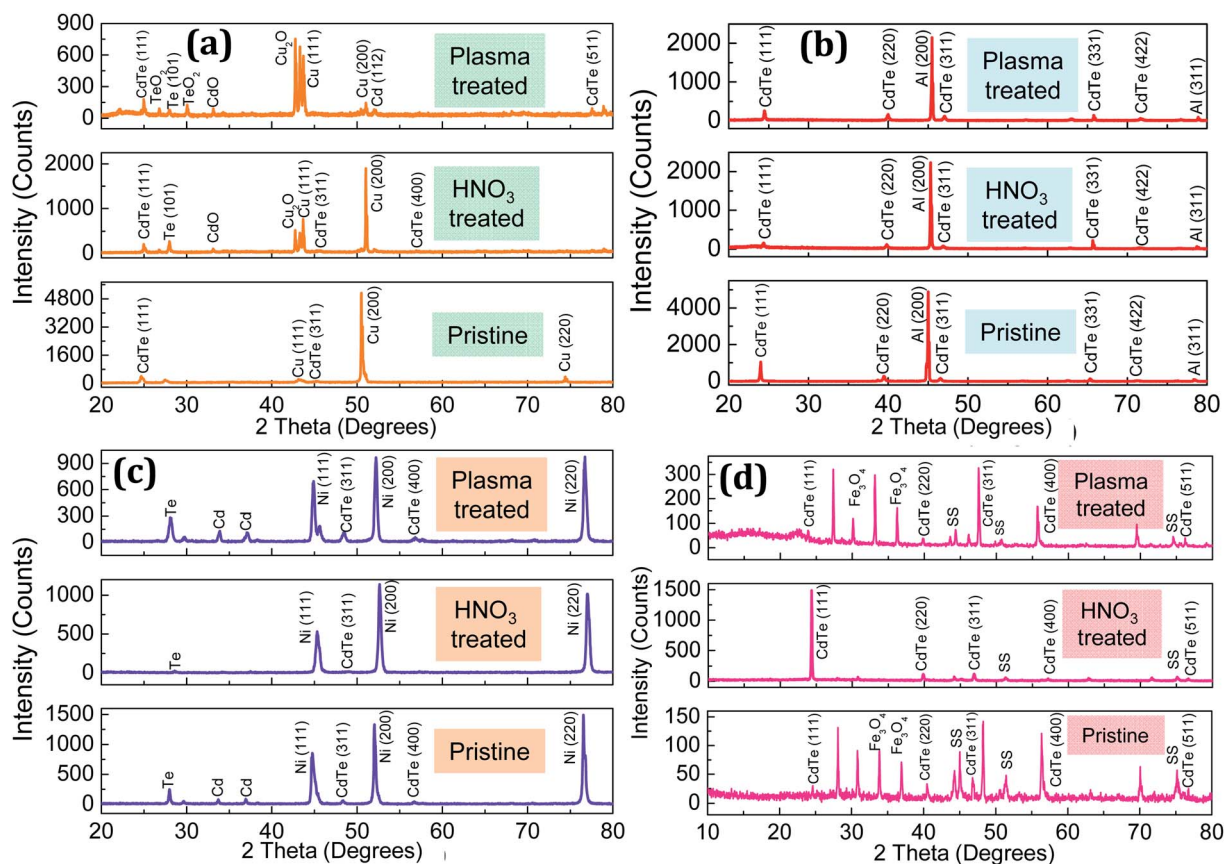 (a)
Intensity (Counts)
900
600
300
0
CdTe (111)
TeO2
Te (101)
TeO2
CdO
Cu2O
Cu (111)
Cu (200)
Cd (112)
CdTe (511)
Plasma
treated
2000
1000
0
CdTe (111)
Te (101)
CdO
Cu2O
Cu (111)
CdTe (311)
Cu (200)
CdTe (400)
HNO3
treated
4800
3200
1600
0
CdTe (111)
Cu (111)
CdTe (311)
Cu (200)
Cu (220)
Pristine
20 30 40 50 60 70 80
2 Theta (Degrees)
(b)
Intensity (Counts)
2000
1000
0
CdTe (111)
CdTe (220)
Al (200)
CdTe (311)
CdTe (331)
CdTe (422)
Al (311)
Plasma
treated
2000
1000
0
CdTe (111)
CdTe (220)
Al (200)
CdTe (311)
CdTe (331)
CdTe (422)
Al (311)
HNO3
treated
4000
2000
0
CdTe (111)
CdTe (220)
Al (200)
CdTe (311)
CdTe (331)
CdTe (422)
Al (311)
Pristine
20 30 40 50 60 70 80
2 Theta (Degrees)
(c)
Intensity (Counts)
900
600
300
0
Te
Cd
Cd
Ni (111)
CdTe (311)
Ni (200)
CdTe (400)
Ni (220)
Plasma
treated
1000
500
0
Te
Ni (111)
CdTe (311)
Ni (200)
Ni (220)
HNO3
treated
1500
1000
500
0
Te
Cd
Cd
Ni (111)
CdTe (311)
Ni (200)
CdTe (400)
Ni (220)
Pristine
20 30 40 50 60 70 80
2 Theta (Degrees)
(d)
Intensity (Counts)
300
200
100
0
CdTe (111)
Fe3O4
Fe3O4
CdTe (220)
SS
CdTe (311)
SS
CdTe (400)
SS
CdTe (511)
Plasma
treated
1500
1000
500
0
CdTe (111)
CdTe (220)
CdTe (311)
SS
CdTe (400)
SS
CdTe (511)
HNO3
treated
150
100
50
0
CdTe (111)
Fe3O4
Fe3O4
CdTe (220)
SS
CdTe (311)
SS
CdTe (400)
SS
CdTe (511)
Pristine
10 20 30 40 50 60 70 80
2 Theta (Degrees)